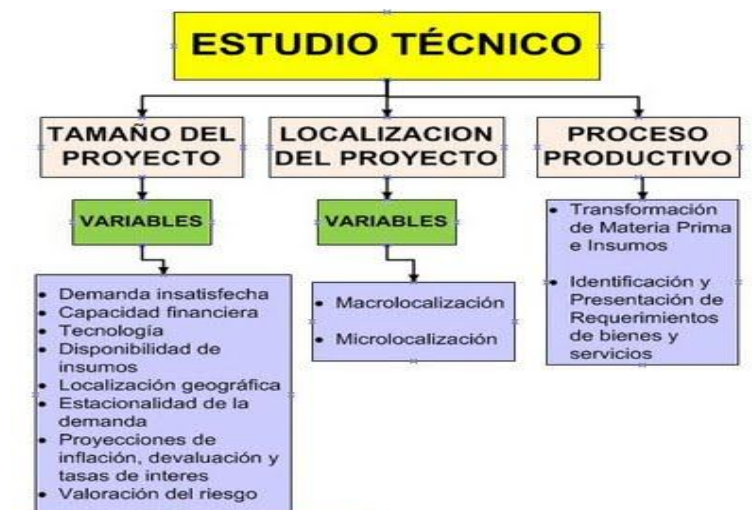 ESTUDIO TÉCNICO
TAMAÑO DEL
PROYECTO
VARIABLES
• Demanda insatisfecha
• Capacidad financiera
• Tecnología
• Disponibilidad de
insumos
• Localización geográfica
• Estacionalidad de la
demanda
• Proyecciones de
inflación, devaluación y
tasas de interes
• Valoración del riesgo
LOCALIZACION
DEL PROYECTO
VARIABLES
• Macrolocalización
• Microlocalización
PROCESO
PRODUCTIVO
• Transformación
de Materia Prima
e Insumos
• Identificación y
Presentación de
Requerimientos
de bienes y
servicios